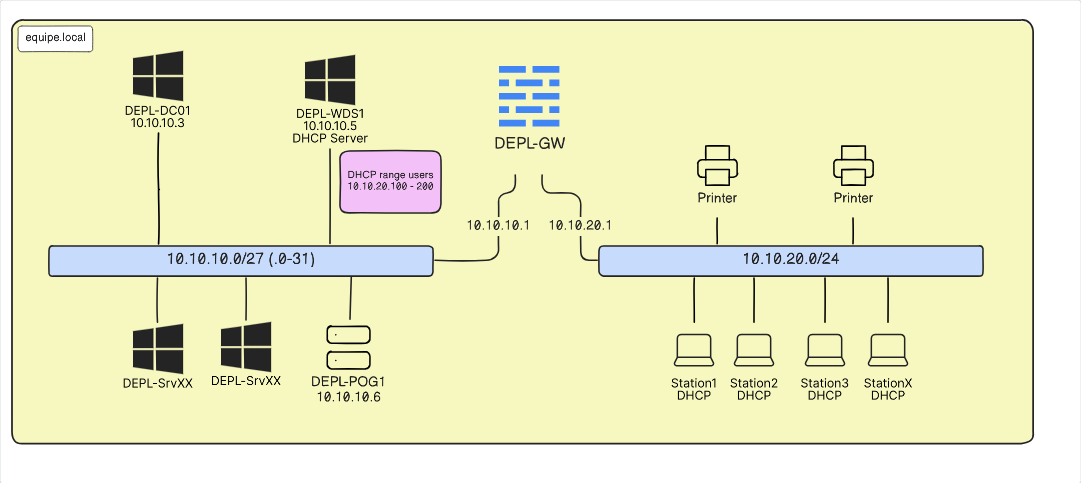 equipe.local
DEPL-DC01
10.10.10.3
DEPL-WDS1
10.10.10.5
DHCP Server
DHCP range users
10.10.20.100 - 200
DEPL-GW
10.10.10.1
10.10.20.1
Printer
Printer
10.10.10.0/27 (.0-31)
10.10.20.0/24
DEPL-SrvXX
DEPL-SrvXX
DEPL-POG1
10.10.10.6
Station1
DHCP
Station2
DHCP
Station3
DHCP
StationX
DHCP